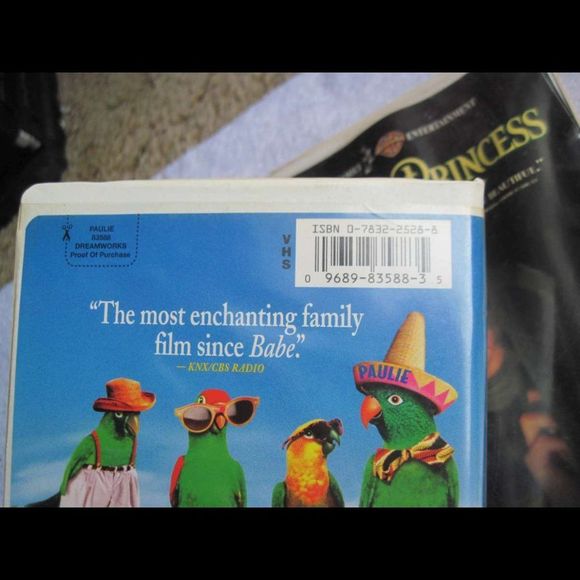 ENTERTAINMENT
PRINCESS
BEAUTIFUL."
PAULIE
83588
DREAMWORKS
Proof Of Purchase
VHS
ISBN 0-7832-2528-8
0 9689-83588-3 5
"The most enchanting family
film since Babe".
— KNX/CBS RADIO
PAULIE